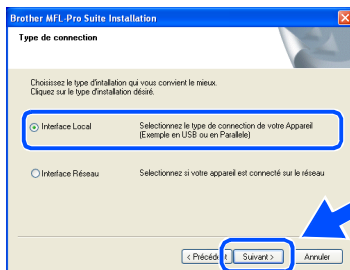 Brother MFL-Pro Suite Installation
Type de connection
Choisissez le type d'intallation qui vous convient le mieux.
Cliquez sur le type d'installation désiré.
Interface Local
Selectionnez le type de connection de votre Appareil
(Exemple en USB ou en Parallele)
Interface Réseau
Selectionnez si votre appareil est connecté sur le réseau
< Précédent
Suivant >
Annuler